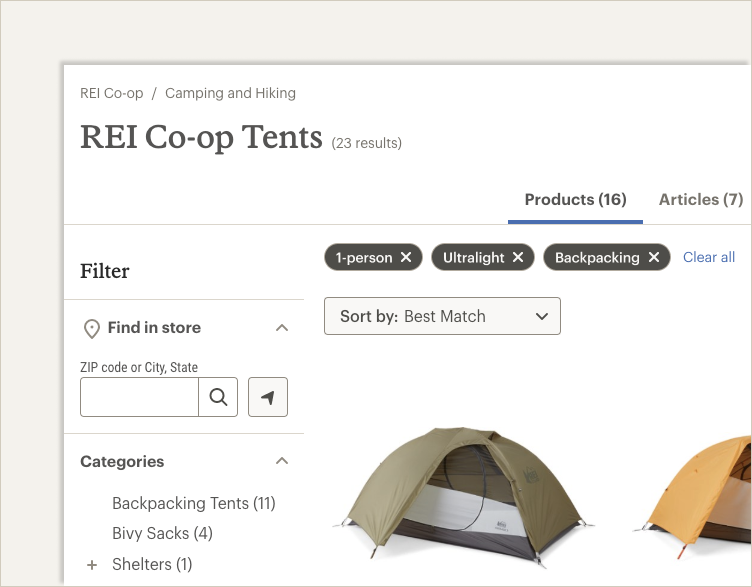 REI Co-op / Camping and Hiking
REI Co-op Tents (23 results)
Products (16) Articles (7)
Filter
1-person Ultralight Backpacking Clear all
Sort by: Best Match
Find in store
ZIP code or City, State
Categories
Backpacking Tents (11)
Bivy Sacks (4)
+ Shelters (1)